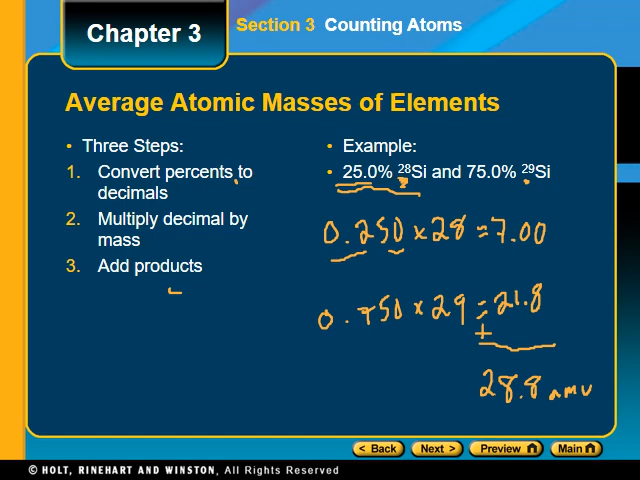 Chapter 3
Section 3 Counting Atoms
Average Atomic Masses of Elements
• Three Steps:
1. Convert percents to
decimals
2. Multiply decimal by
mass
3. Add products
• Example:
• 25.0% ²⁸Si and 75.0% ²⁹Si
0.250 × 28 = 7.00
0.750 × 29 = 21.8
+
28.8 amu
< Back
Next >
Preview
Main
© HOLT, RINEHART AND WINSTON, All Rights Reserved